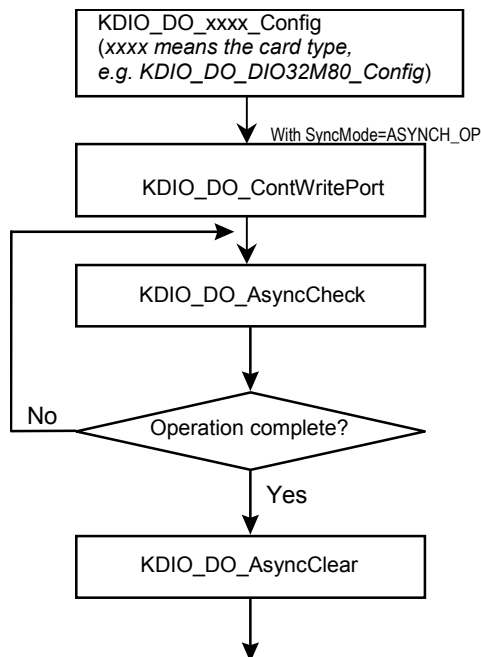 KDIO_DO_xxxx_Config
(xxxx means the card type,
e.g. KDIO_DO_DIO32M80_Config)
With SyncMode=ASYNCH_OP
KDIO_DO_ContWritePort
KDIO_DO_AsyncCheck
No
Operation complete?
Yes
KDIO_DO_AsyncClear